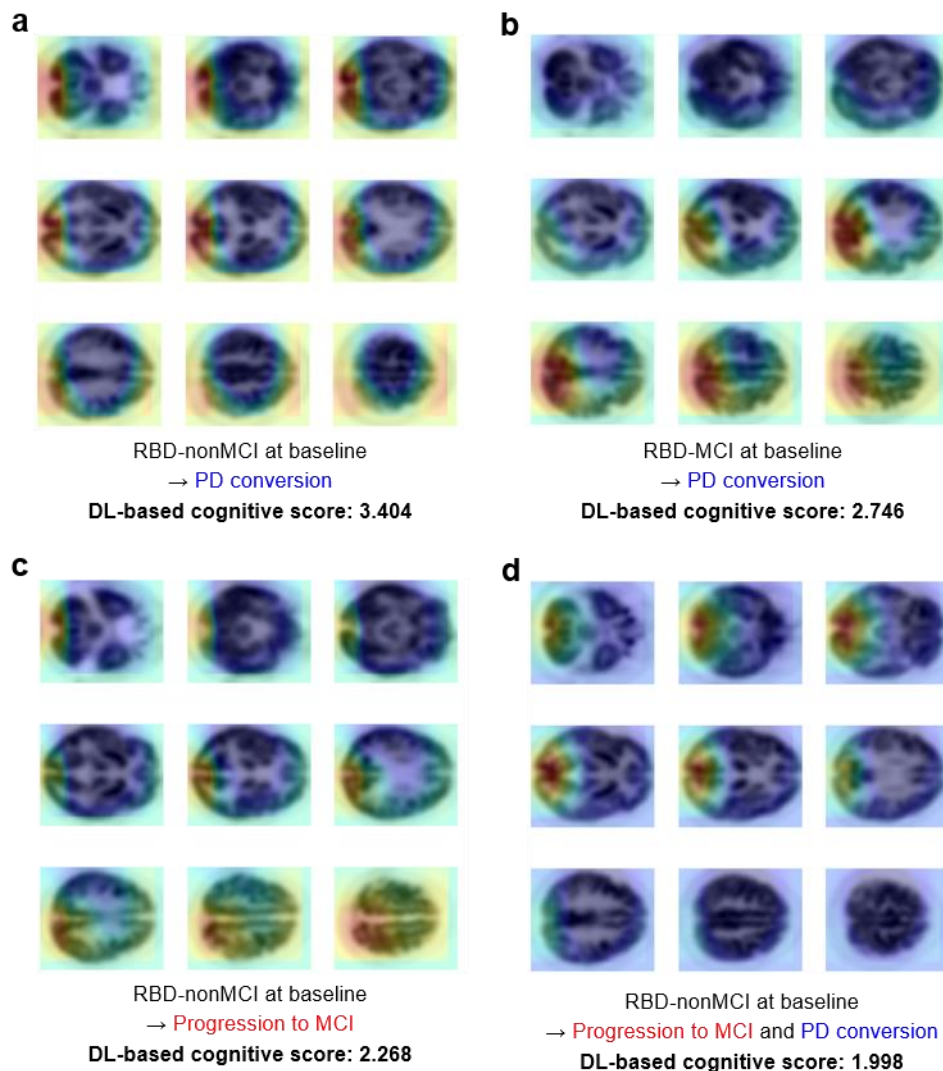 a
RBD-nonMCI at baseline
→ PD conversion
DL-based cognitive score: 3.404
b
RBD-MCI at baseline
→ PD conversion
DL-based cognitive score: 2.746
c
RBD-nonMCI at baseline
→ Progression to MCI
DL-based cognitive score: 2.268
d
RBD-nonMCI at baseline
→ Progression to MCI and PD conversion
DL-based cognitive score: 1.998